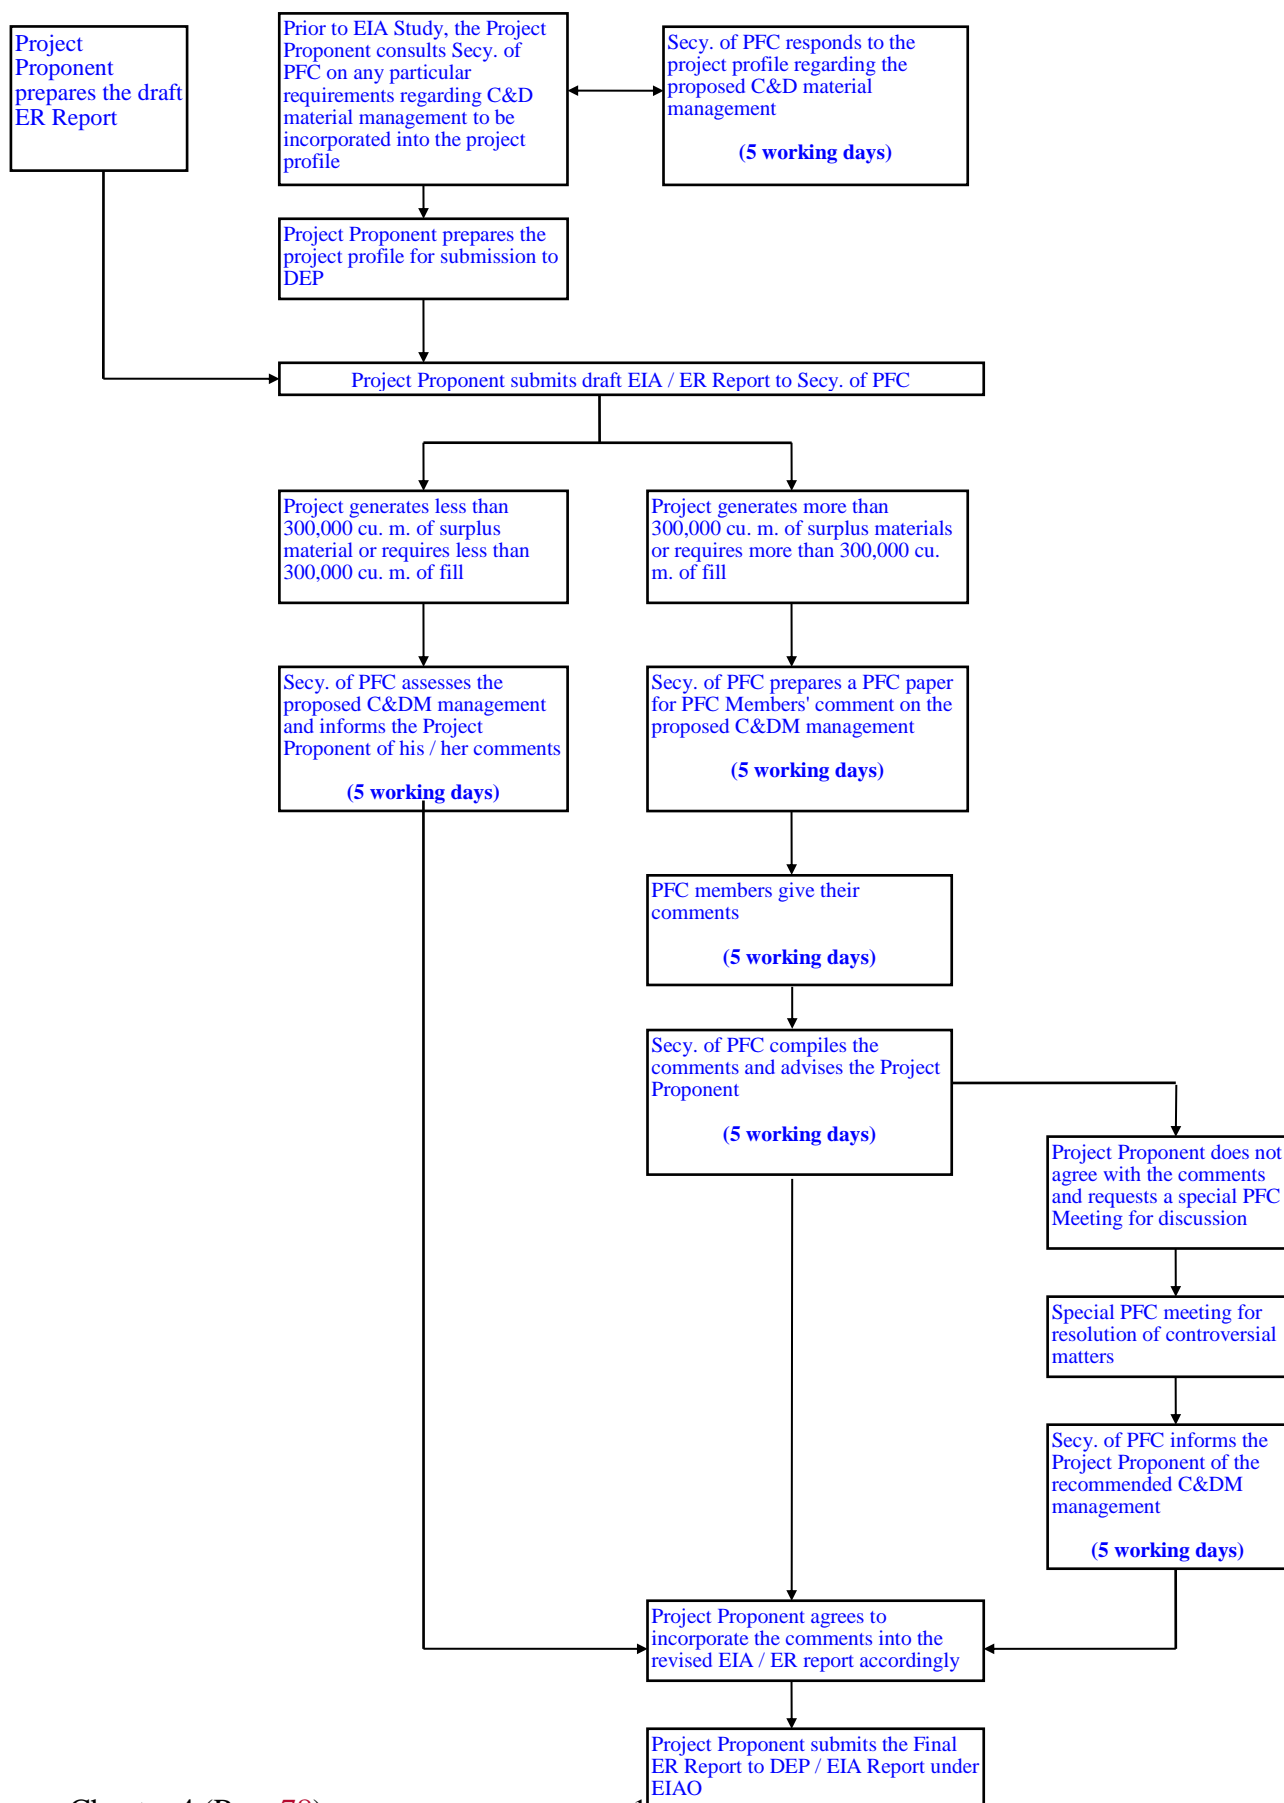 Project
Proponent
prepares the draft
ER Report
Prior to EIA Study, the Project
Proponent consults Secy. of
PFC on any particular
requirements regarding C&D
material management to be
incorporated into the project
profile
Secy. of PFC responds to the
project profile regarding the
proposed C&D material
management
(5 working days)
Project Proponent prepares the
project profile for submission to
DEP
Project Proponent submits draft EIA / ER Report to Secy. of PFC
Project generates less than
300,000 cu. m. of surplus
material or requires less than
300,000 cu. m. of fill
Project generates more than
300,000 cu. m. of surplus materials
or requires more than 300,000 cu.
m. of fill
Secy. of PFC assesses the
proposed C&DM management
and informs the Project
Proponent of his / her comments
(5 working days)
Secy. of PFC prepares a PFC paper
for PFC Members' comment on the
proposed C&DM management
(5 working days)
PFC members give their
comments
(5 working days)
Secy. of PFC compiles the
comments and advises the Project
Proponent
(5 working days)
Project Proponent does not
agree with the comments
and requests a special PFC
Meeting for discussion
Special PFC meeting for
resolution of controversial
matters
Secy. of PFC informs the
Project Proponent of the
recommended C&DM
management
(5 working days)
Project Proponent agrees to
incorporate the comments into the
revised EIA / ER report accordingly
Project Proponent submits the Final
ER Report to DEP / EIA Report under
EIAO